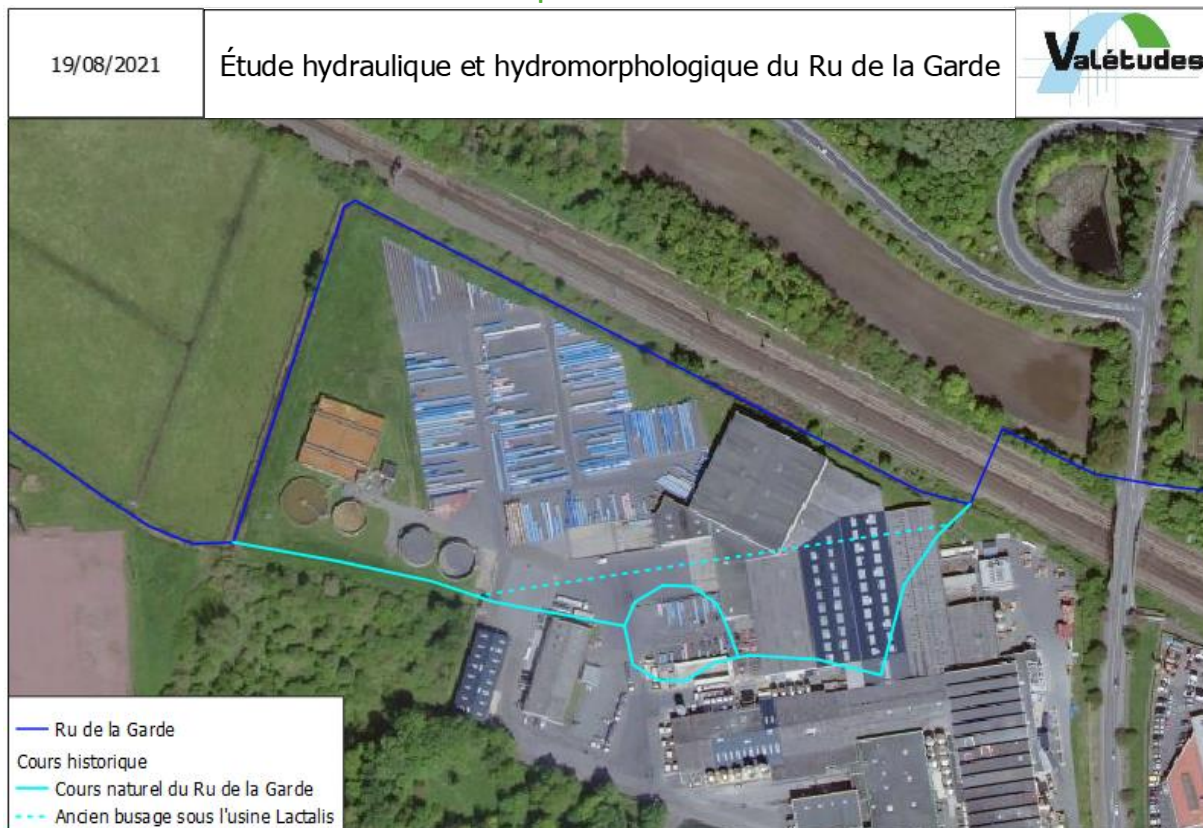 19/08/2021
Étude hydraulique et hydromorphologique du Ru de la Garde
Valétudes
Ru de la Garde
Cours historique
Cours naturel du Ru de la Garde
Ancien busage sous l'usine Lactalis